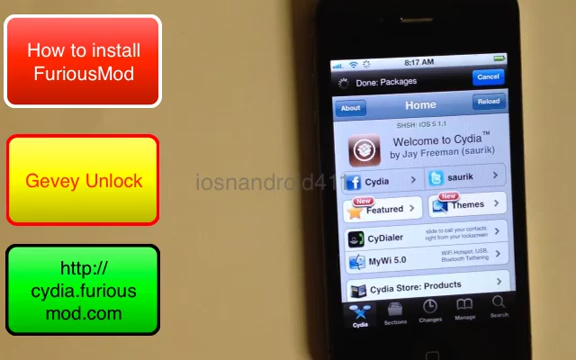 How to install
FuriousMod
Gevey Unlock
http://
cydia.furious
mod.com
iosnandroid411
8:17 AM
Done: Packages
Cancel
About
Home
Reload
SHSH: iOS 5.1.1
Welcome to Cydia™
by Jay Freeman (saurik)
Cydia
saurik
New
Featured
New
Themes
CyDialer
slide to call your contacts
right from your lockscreen
MyWi 5.0
WiFi Hotspot, USB,
Bluetooth Tethering
Cydia Store: Products
Cydia
Sections
Changes
Manage
Search